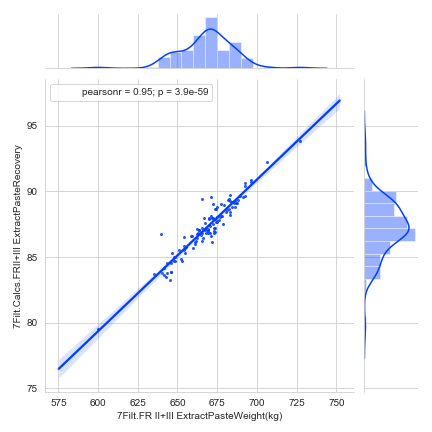 pearsonr = 0.95; p = 3.9e-59
95
90
85
80
75
7Filt.Calcs.FRII+III ExtractPasteRecovery
575 600 625 650 675 700 725 750
7Filt.FR II+III ExtractPasteWeight(kg)